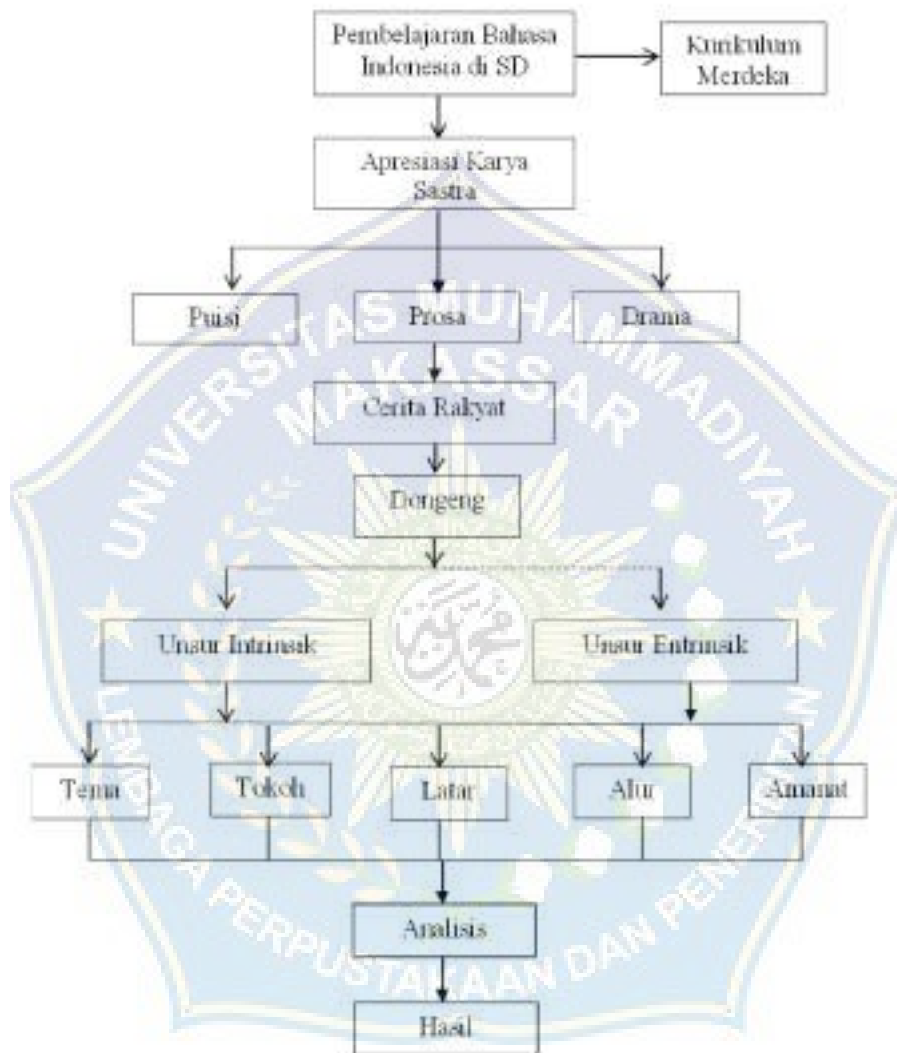 Pembelajaran Bahasa
Indonesia di SD
Kurikulum
Merdeka
Apresiasi Karya
Sastra
Puisi
Prosa
Drama
Cerita Rakyat
Dongeng
Unsur Intrinsik
Unsur Entrinsik
Tema
Tokoh
Latar
Alur
Amanat
Analisis
Hasil
UNIVERSITAS MUHAMMADIYAH
MAKASSAR
LEMBAGA PERPUSTAKAAN DAN PENERBITAN